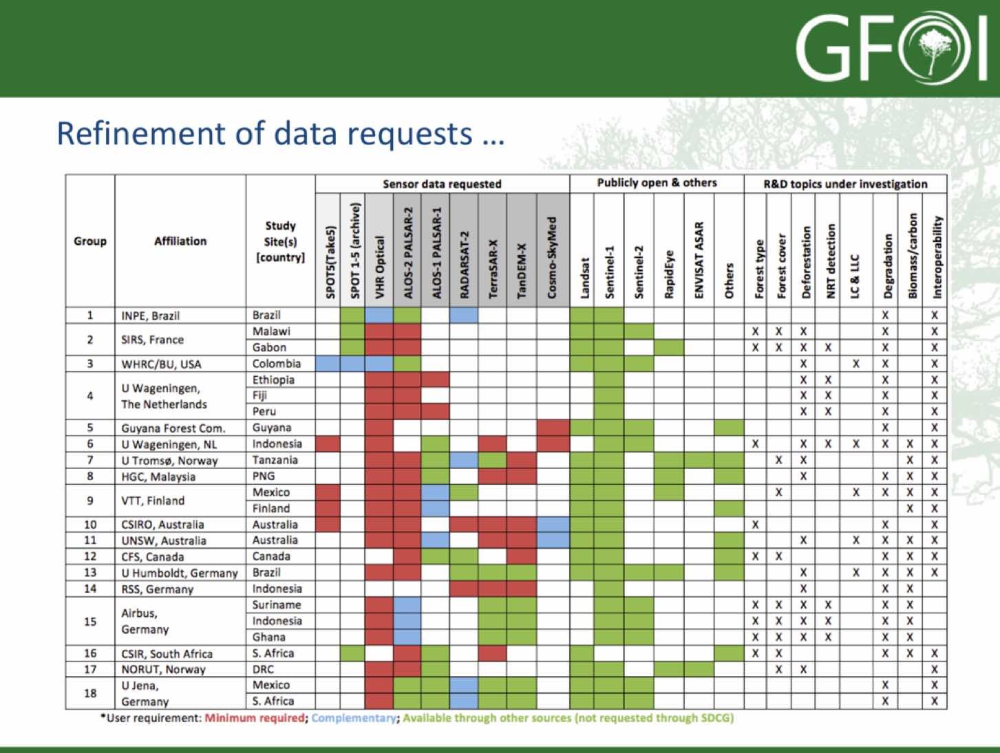 GFOI
Refinement of data requests ...
Sensor data requested Publicly open & others R&D topics under investigation
Group Affiliation Study Site(s) [country] SPOT5(Take5) SPOT 1-5 (archive) VHR Optical ALOS-2 PALSAR-2 ALOS-1 PALSAR-1 RADARSAT-2 TerraSAR-X TanDEM-X Cosmo-SkyMed Landsat Sentinel-1 Sentinel-2 RapidEye ENVISAT ASAR Others Forest type Forest cover Deforestation NRT detection LC & LLC Degradation Biomass/carbon Interoperability
1 INPE, Brazil Brazil X X
2 SIRS, France Malawi X X X X X
Gabon X X X X X X
3 WHRC/BU, USA Colombia X X X X
4 U Wageningen, The Netherlands Ethiopia X X X X
Fiji X X X X
Peru X X X X
5 Guyana Forest Com. Guyana X X
6 U Wageningen, NL Indonesia X X X X X X X
7 U Tromsø, Norway Tanzania X X X X
8 HGC, Malaysia PNG X X X X
9 VTT, Finland Mexico X X X X X
Finland X X
10 CSIRO, Australia Australia X X X
11 UNSW, Australia Australia X X X X X
12 CFS, Canada Canada X X X X X
13 U Humboldt, Germany Brazil X X X X X
14 RSS, Germany Indonesia X X X
15 Airbus, Germany Suriname X X X X X X
Indonesia X X X X X X
Ghana X X X X X X
16 CSIR, South Africa S. Africa X X X X X
17 NORUT, Norway DRC X X X
18 U Jena, Germany Mexico X X
S. Africa X X
*User requirement: Minimum required; Complementary; Available through other sources (not requested through SDCG)